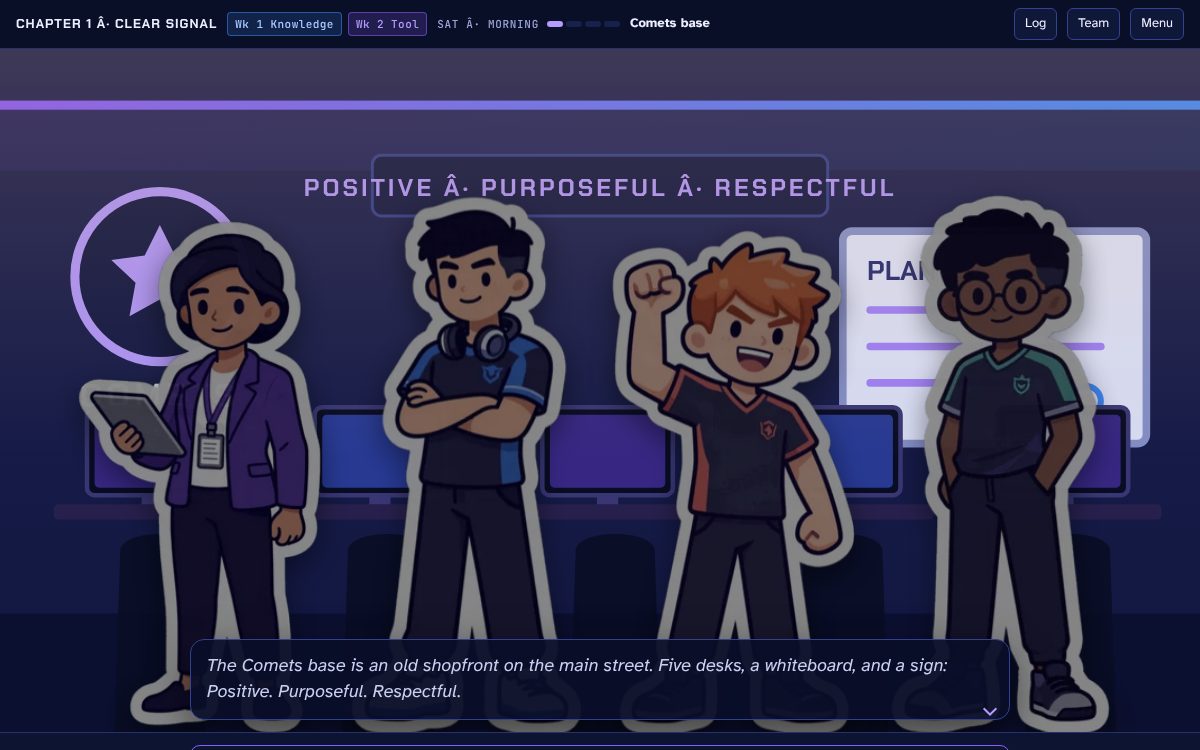 CHAPTER 1 Â· CLEAR SIGNAL
Wk 1 Knowledge
Wk 2 Tool
SAT Â· MORNING
Comets base
Log
Team
Menu
POSITIVE Â· PURPOSEFUL Â· RESPECTFUL
The Comets base is an old shopfront on the main street. Five desks, a whiteboard, and a sign:
Positive. Purposeful. Respectful.